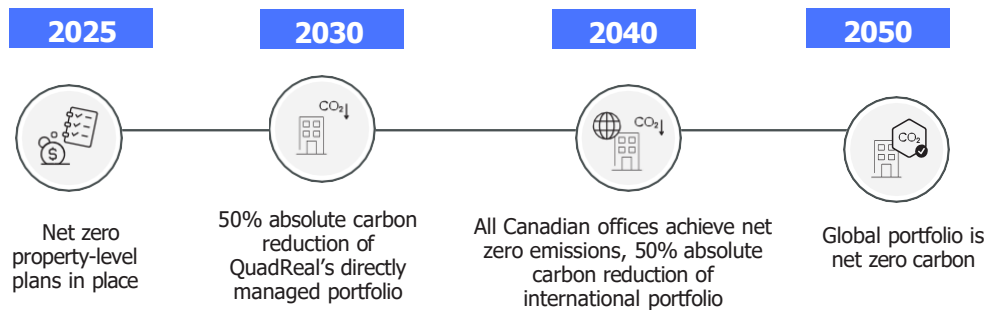 2025
2030
2040
2050
CO₂
CO₂
CO₂
$
Net zero
property-level
plans in place
50% absolute carbon
reduction of
QuadReal’s directly
managed portfolio
All Canadian offices achieve net
zero emissions, 50% absolute
carbon reduction of
international portfolio
Global portfolio is
net zero carbon